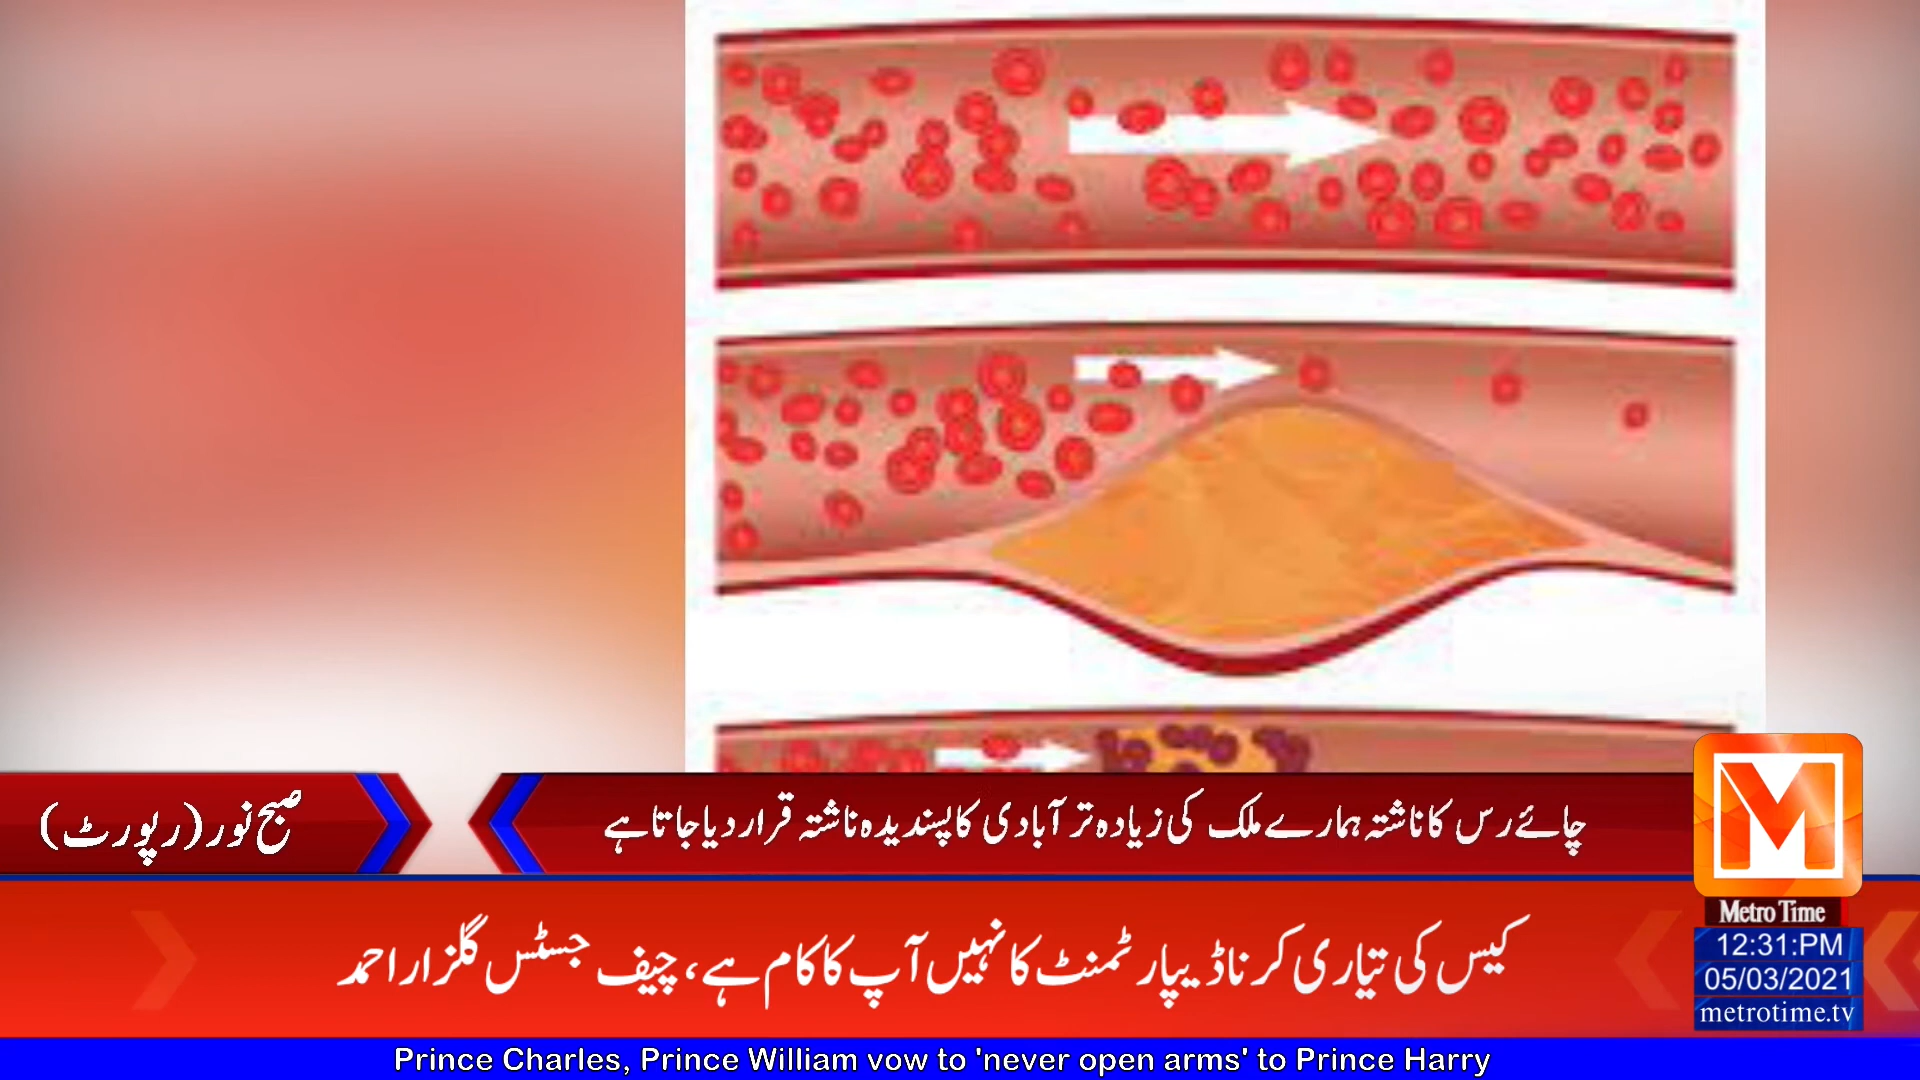 چائے رس کا ناشتہ ہمارے ملک کی زیادہ تر آبادی کا پسندیدہ ناشتہ قرار دیا جاتا ہے
صبح نور (رپورٹ)
کیس کی تیاری کرنا ڈیپارٹمنٹ کا نہیں آپ کا کام ہے، چیف جسٹس گلزار احمد
M
Metro Time
12:31:PM
05/03/2021
metrotime.tv
Prince Charles, Prince William vow to 'never open arms' to Prince Harry